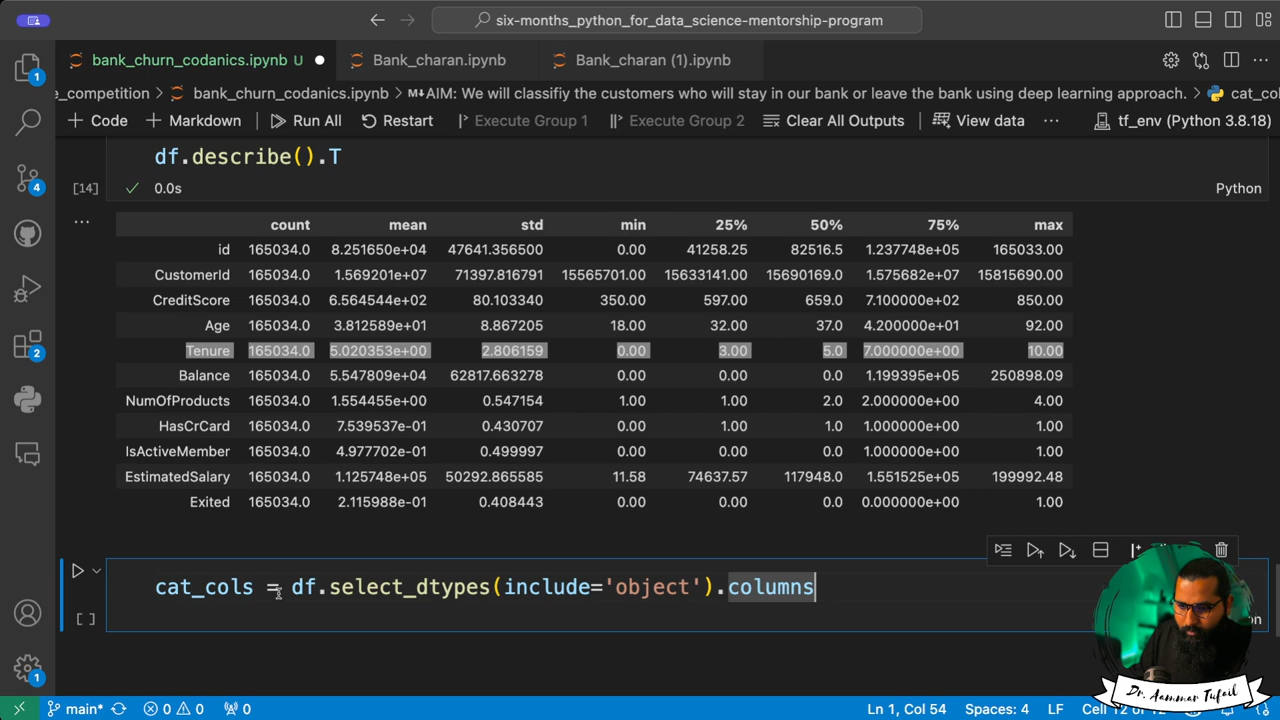 six-months_python_for_data_science-mentorship-program
bank_churn_codanics.ipynb U
Bank_charan.ipynb
Bank_charan (1).ipynb
e_competition > bank_churn_codanics.ipynb > M↓AIM: We will classifiy the customers who will stay in our bank or leave the bank using deep learning approach. > cat_co
+ Code + Markdown Run All Restart Execute Group 1 Execute Group 2 Clear All Outputs View data ... tf_env (Python 3.8.18)
df.describe().T
[14] ✓ 0.0s Python
...
count mean std min 25% 50% 75% max
id 165034.0 8.251650e+04 47641.356500 0.00 41258.25 82516.5 1.237748e+05 165033.00
CustomerId 165034.0 1.569201e+07 71397.816791 15565701.00 15633141.00 15690169.0 1.575682e+07 15815690.00
CreditScore 165034.0 6.564544e+02 80.103340 350.00 597.00 659.0 7.100000e+02 850.00
Age 165034.0 3.812589e+01 8.867205 18.00 32.00 37.0 4.200000e+01 92.00
Tenure 165034.0 5.020353e+00 2.806159 0.00 3.00 5.0 7.000000e+00 10.00
Balance 165034.0 5.547809e+04 62817.663278 0.00 0.00 0.0 1.199395e+05 250898.09
NumOfProducts 165034.0 1.554455e+00 0.547154 1.00 1.00 2.0 2.000000e+00 4.00
HasCrCard 165034.0 7.539537e-01 0.430707 0.00 1.00 1.0 1.000000e+00 1.00
IsActiveMember 165034.0 4.977702e-01 0.499997 0.00 0.00 0.0 1.000000e+00 1.00
EstimatedSalary 165034.0 1.125748e+05 50292.865585 11.58 74637.57 117948.0 1.551525e+05 199992.48
Exited 165034.0 2.115988e-01 0.408443 0.00 0.00 0.0 0.000000e+00 1.00
cat_cols = df.select_dtypes(include='object').columns
[ ] on
1
4
2
1
Dr. Aammar Tufail
main* 0 0 0 Ln 1, Col 54 Spaces: 4 LF Cell 12 of 12